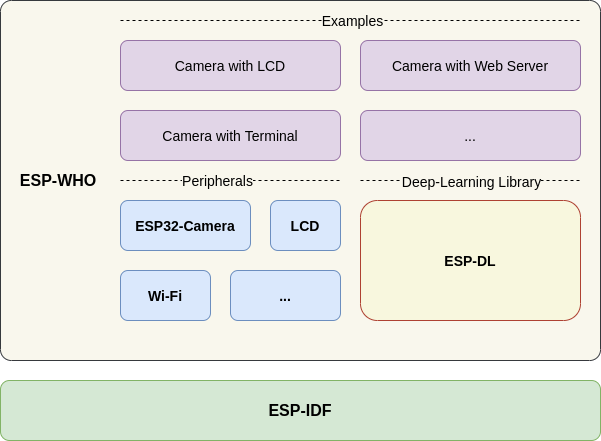 Examples
Camera with LCD
Camera with Web Server
Camera with Terminal
...
ESP-WHO
Peripherals
Deep-Learning Library
ESP32-Camera
LCD
ESP-DL
Wi-Fi
...
ESP-IDF